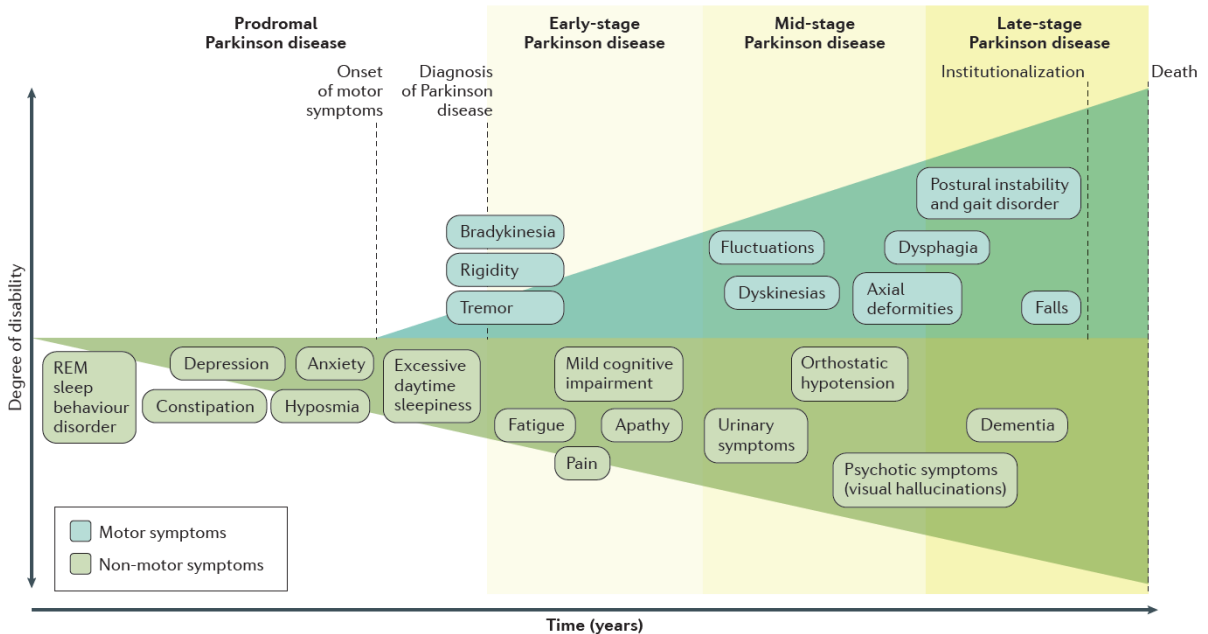 Prodromal
Parkinson disease
Early-stage
Parkinson disease
Mid-stage
Parkinson disease
Late-stage
Parkinson disease
Onset
of motor
symptoms
Diagnosis
of Parkinson
disease
Institutionalization
Death
Degree of disability
Postural instability
and gait disorder
Bradykinesia
Rigidity
Tremor
Fluctuations
Dysphagia
Dyskinesias
Axial
deformities
Falls
REM
sleep
behaviour
disorder
Depression
Anxiety
Constipation
Hyposmia
Excessive
daytime
sleepiness
Mild cognitive
impairment
Fatigue
Apathy
Pain
Orthostatic
hypotension
Urinary
symptoms
Dementia
Psychotic symptoms
(visual hallucinations)
Motor symptoms
Non-motor symptoms
Time (years)